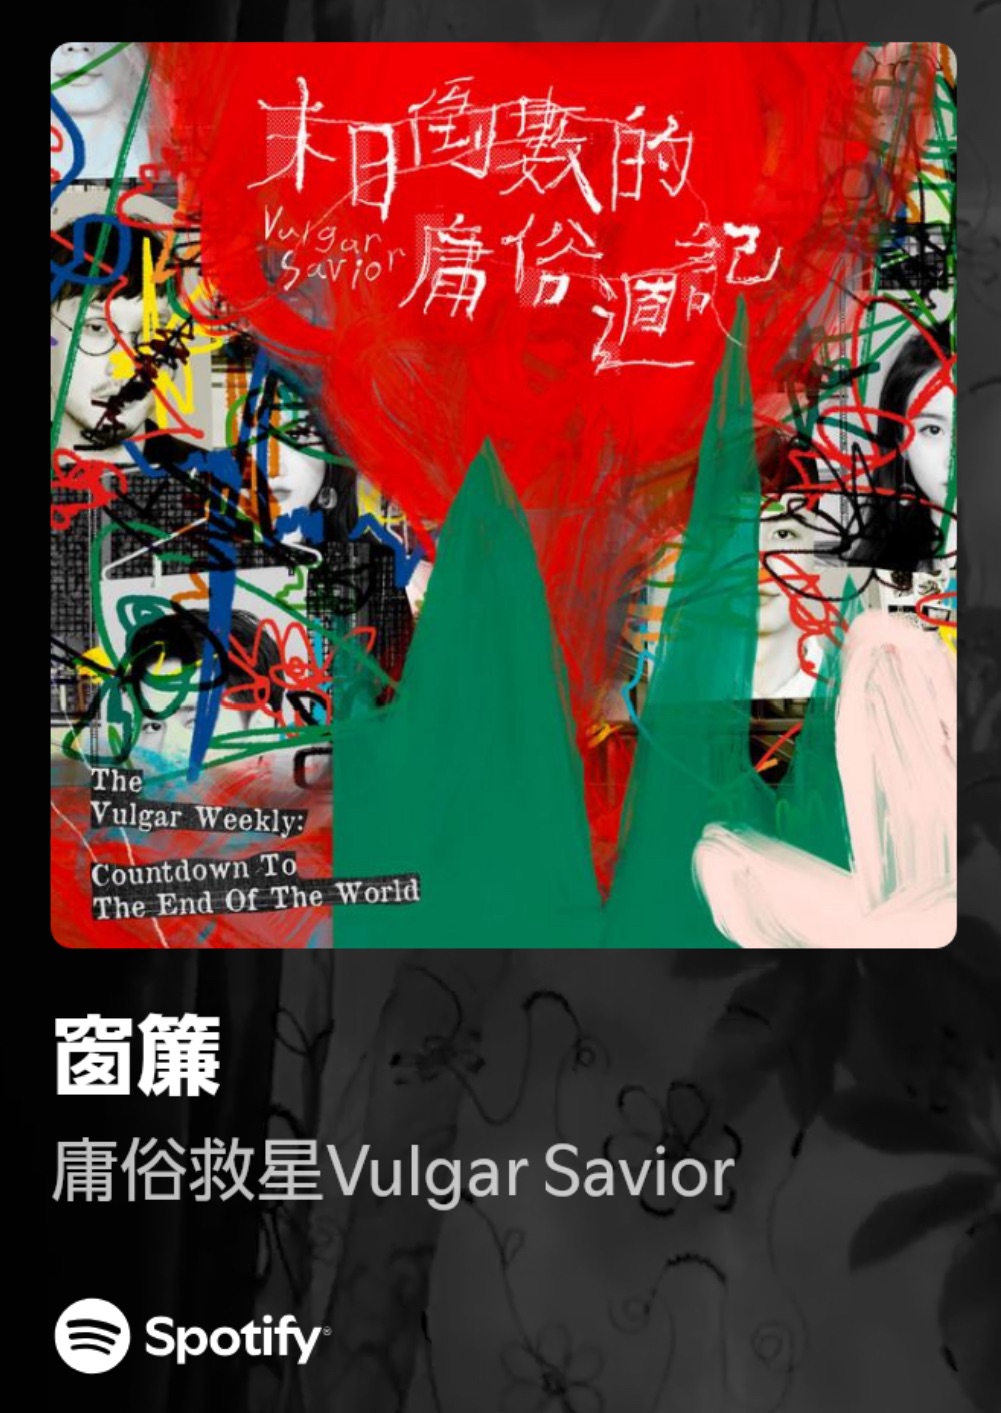 末日倒數的
Vulgar
Savior
庸俗週記
The
Vulgar Weekly:
Countdown To
The End Of The World
窗簾
庸俗救星Vulgar Savior
Spotify®